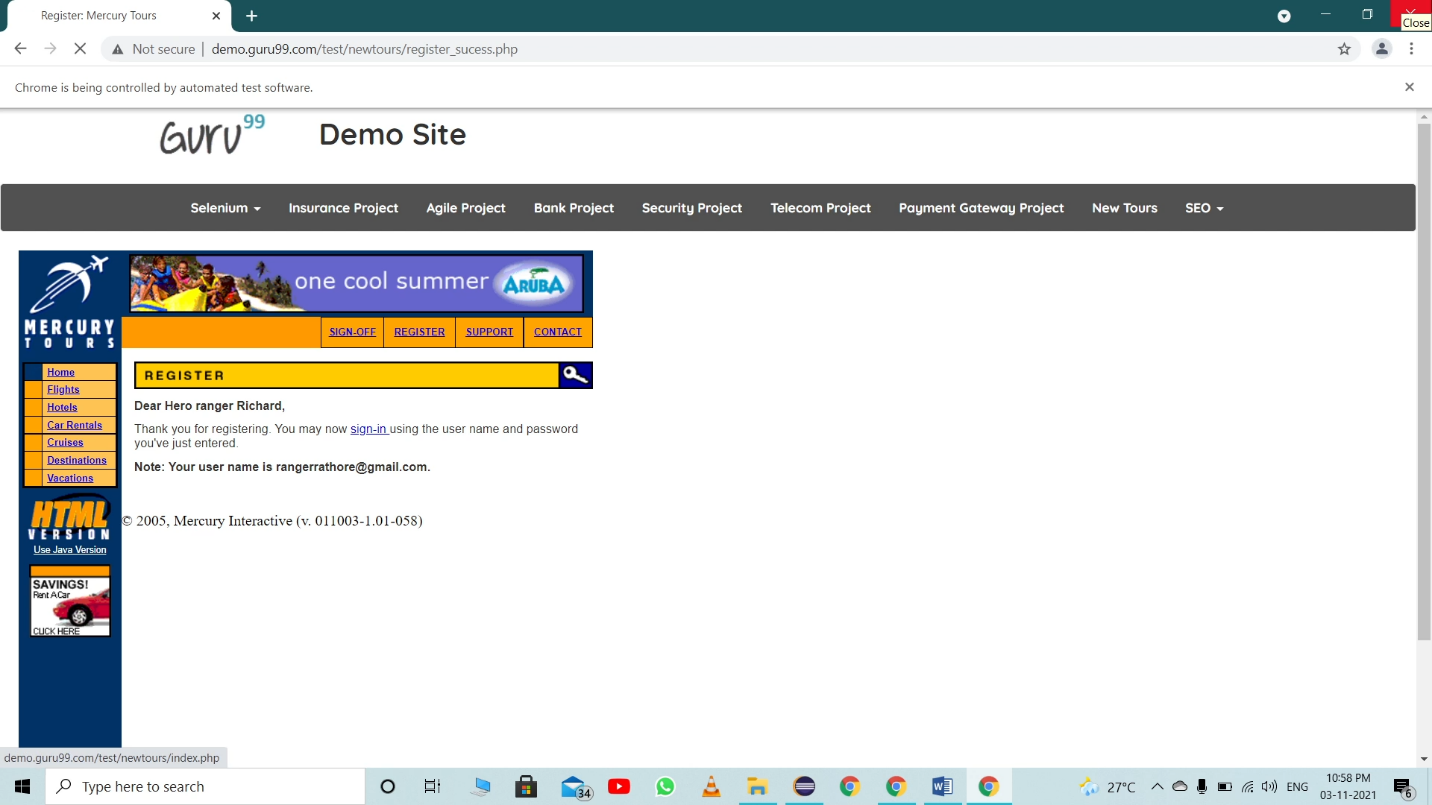 Register: Mercury Tours
Close
Not secure | demo.guru99.com/test/newtours/register_sucess.php
Chrome is being controlled by automated test software.
Guru99
Demo Site
Selenium Insurance Project Agile Project Bank Project Security Project Telecom Project Payment Gateway Project New Tours SEO
one cool summer ARUBA
MERCURY
TOURS
SIGN-OFF REGISTER SUPPORT CONTACT
REGISTER
Home
Flights
Hotels
Car Rentals
Cruises
Destinations
Vacations
Dear Hero ranger Richard,
Thank you for registering. You may now sign-in using the user name and password
you've just entered.
Note: Your user name is rangerrathore@gmail.com.
HTML
VERSION
Use Java Version
© 2005, Mercury Interactive (v. 011003-1.01-058)
SAVINGS!
Rent A Car
CLICK HERE
demo.guru99.com/test/newtours/index.php
Type here to search
34
27°C
ENG
10:58 PM
03-11-2021
6